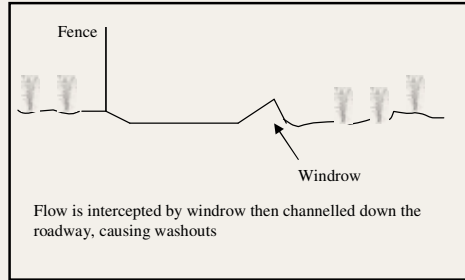 Fence
Windrow
Flow is intercepted by windrow then channelled down the
roadway, causing washouts